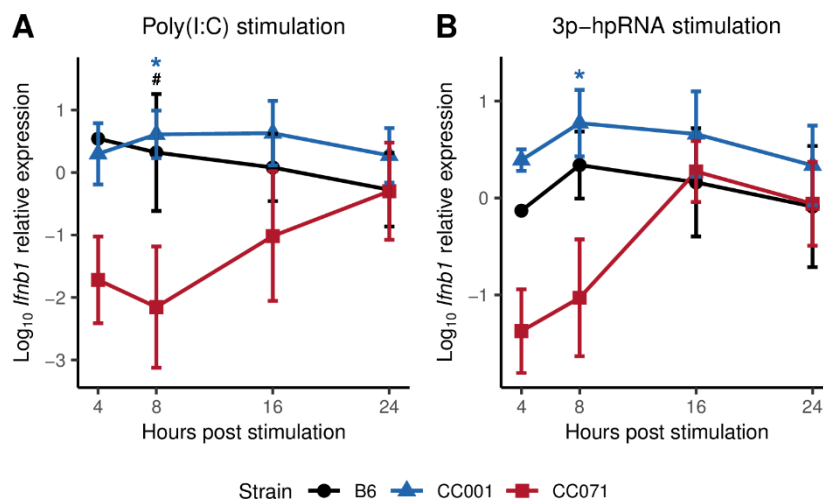 A
Poly(I:C) stimulation
Log₁₀ Ifnb1 relative expression
1
0
−1
−2
−3
*
#
4
8
16
24
Hours post stimulation
B
3p−hpRNA stimulation
Log₁₀ Ifnb1 relative expression
1
0
−1
*
4
8
16
24
Hours post stimulation
Strain B6 CC001 CC071